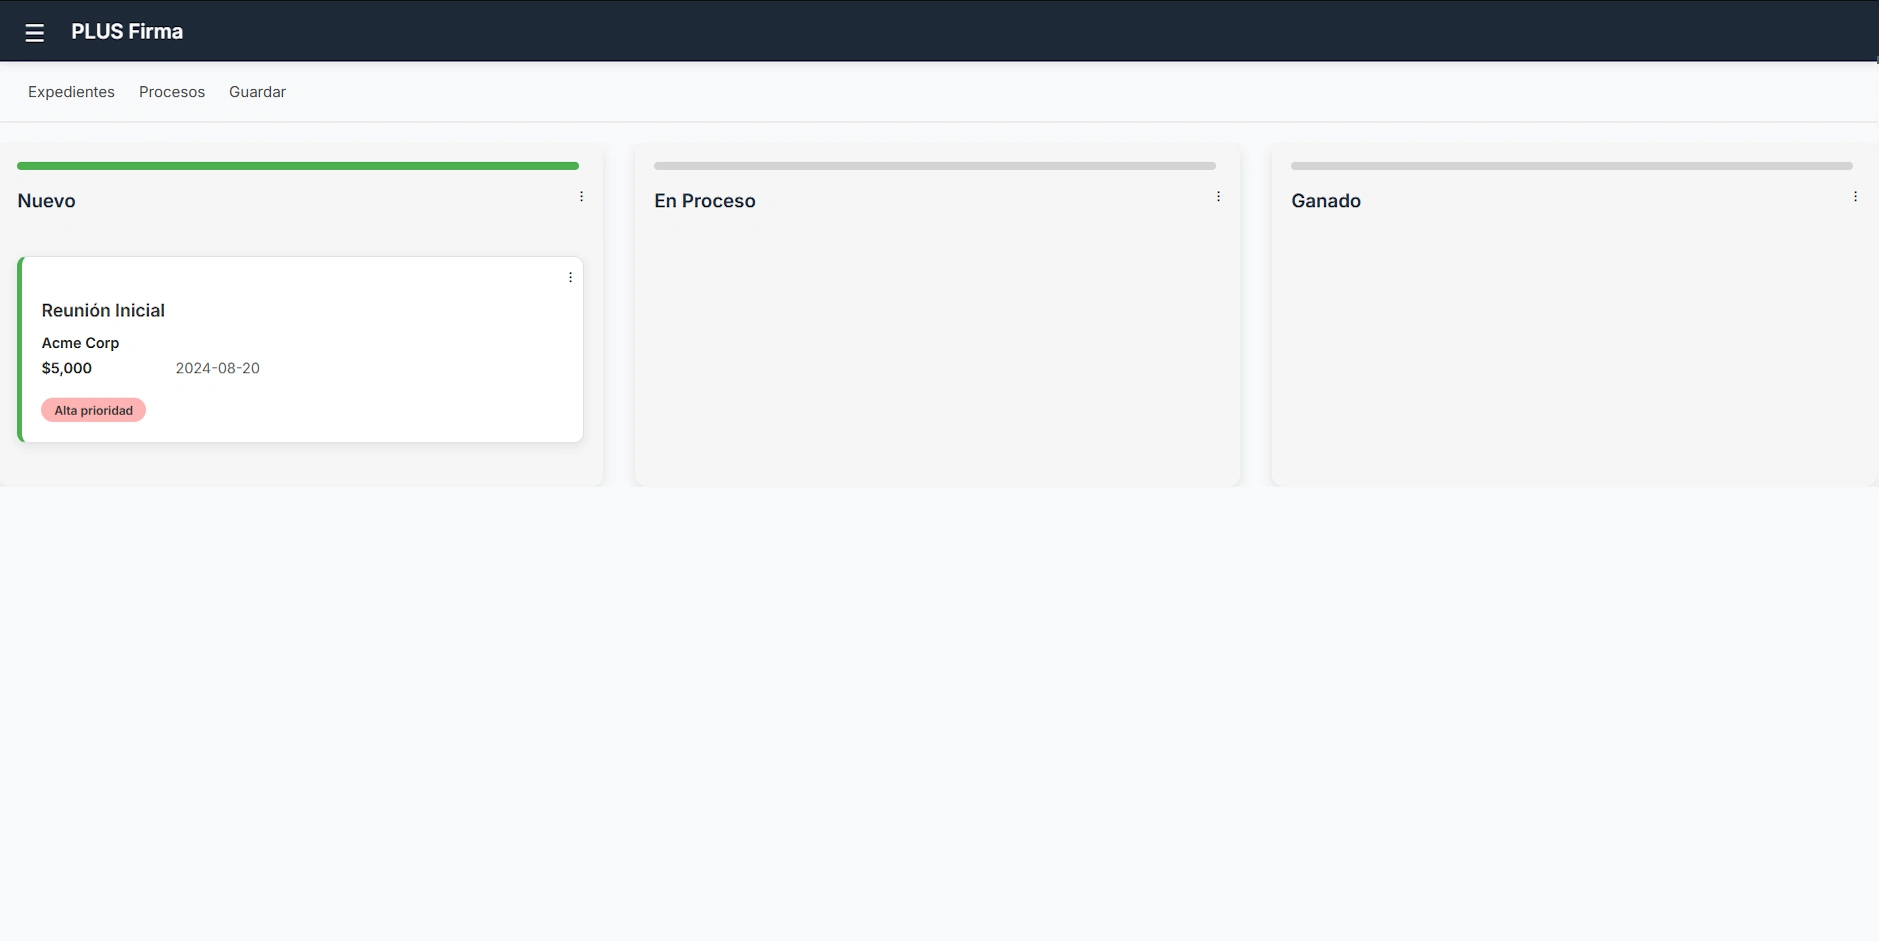 PLUS Firma
Expedientes Procesos Guardar
Nuevo
Reunión Inicial
Acme Corp
$5,000 2024-08-20
Alta prioridad
En Proceso
Ganado